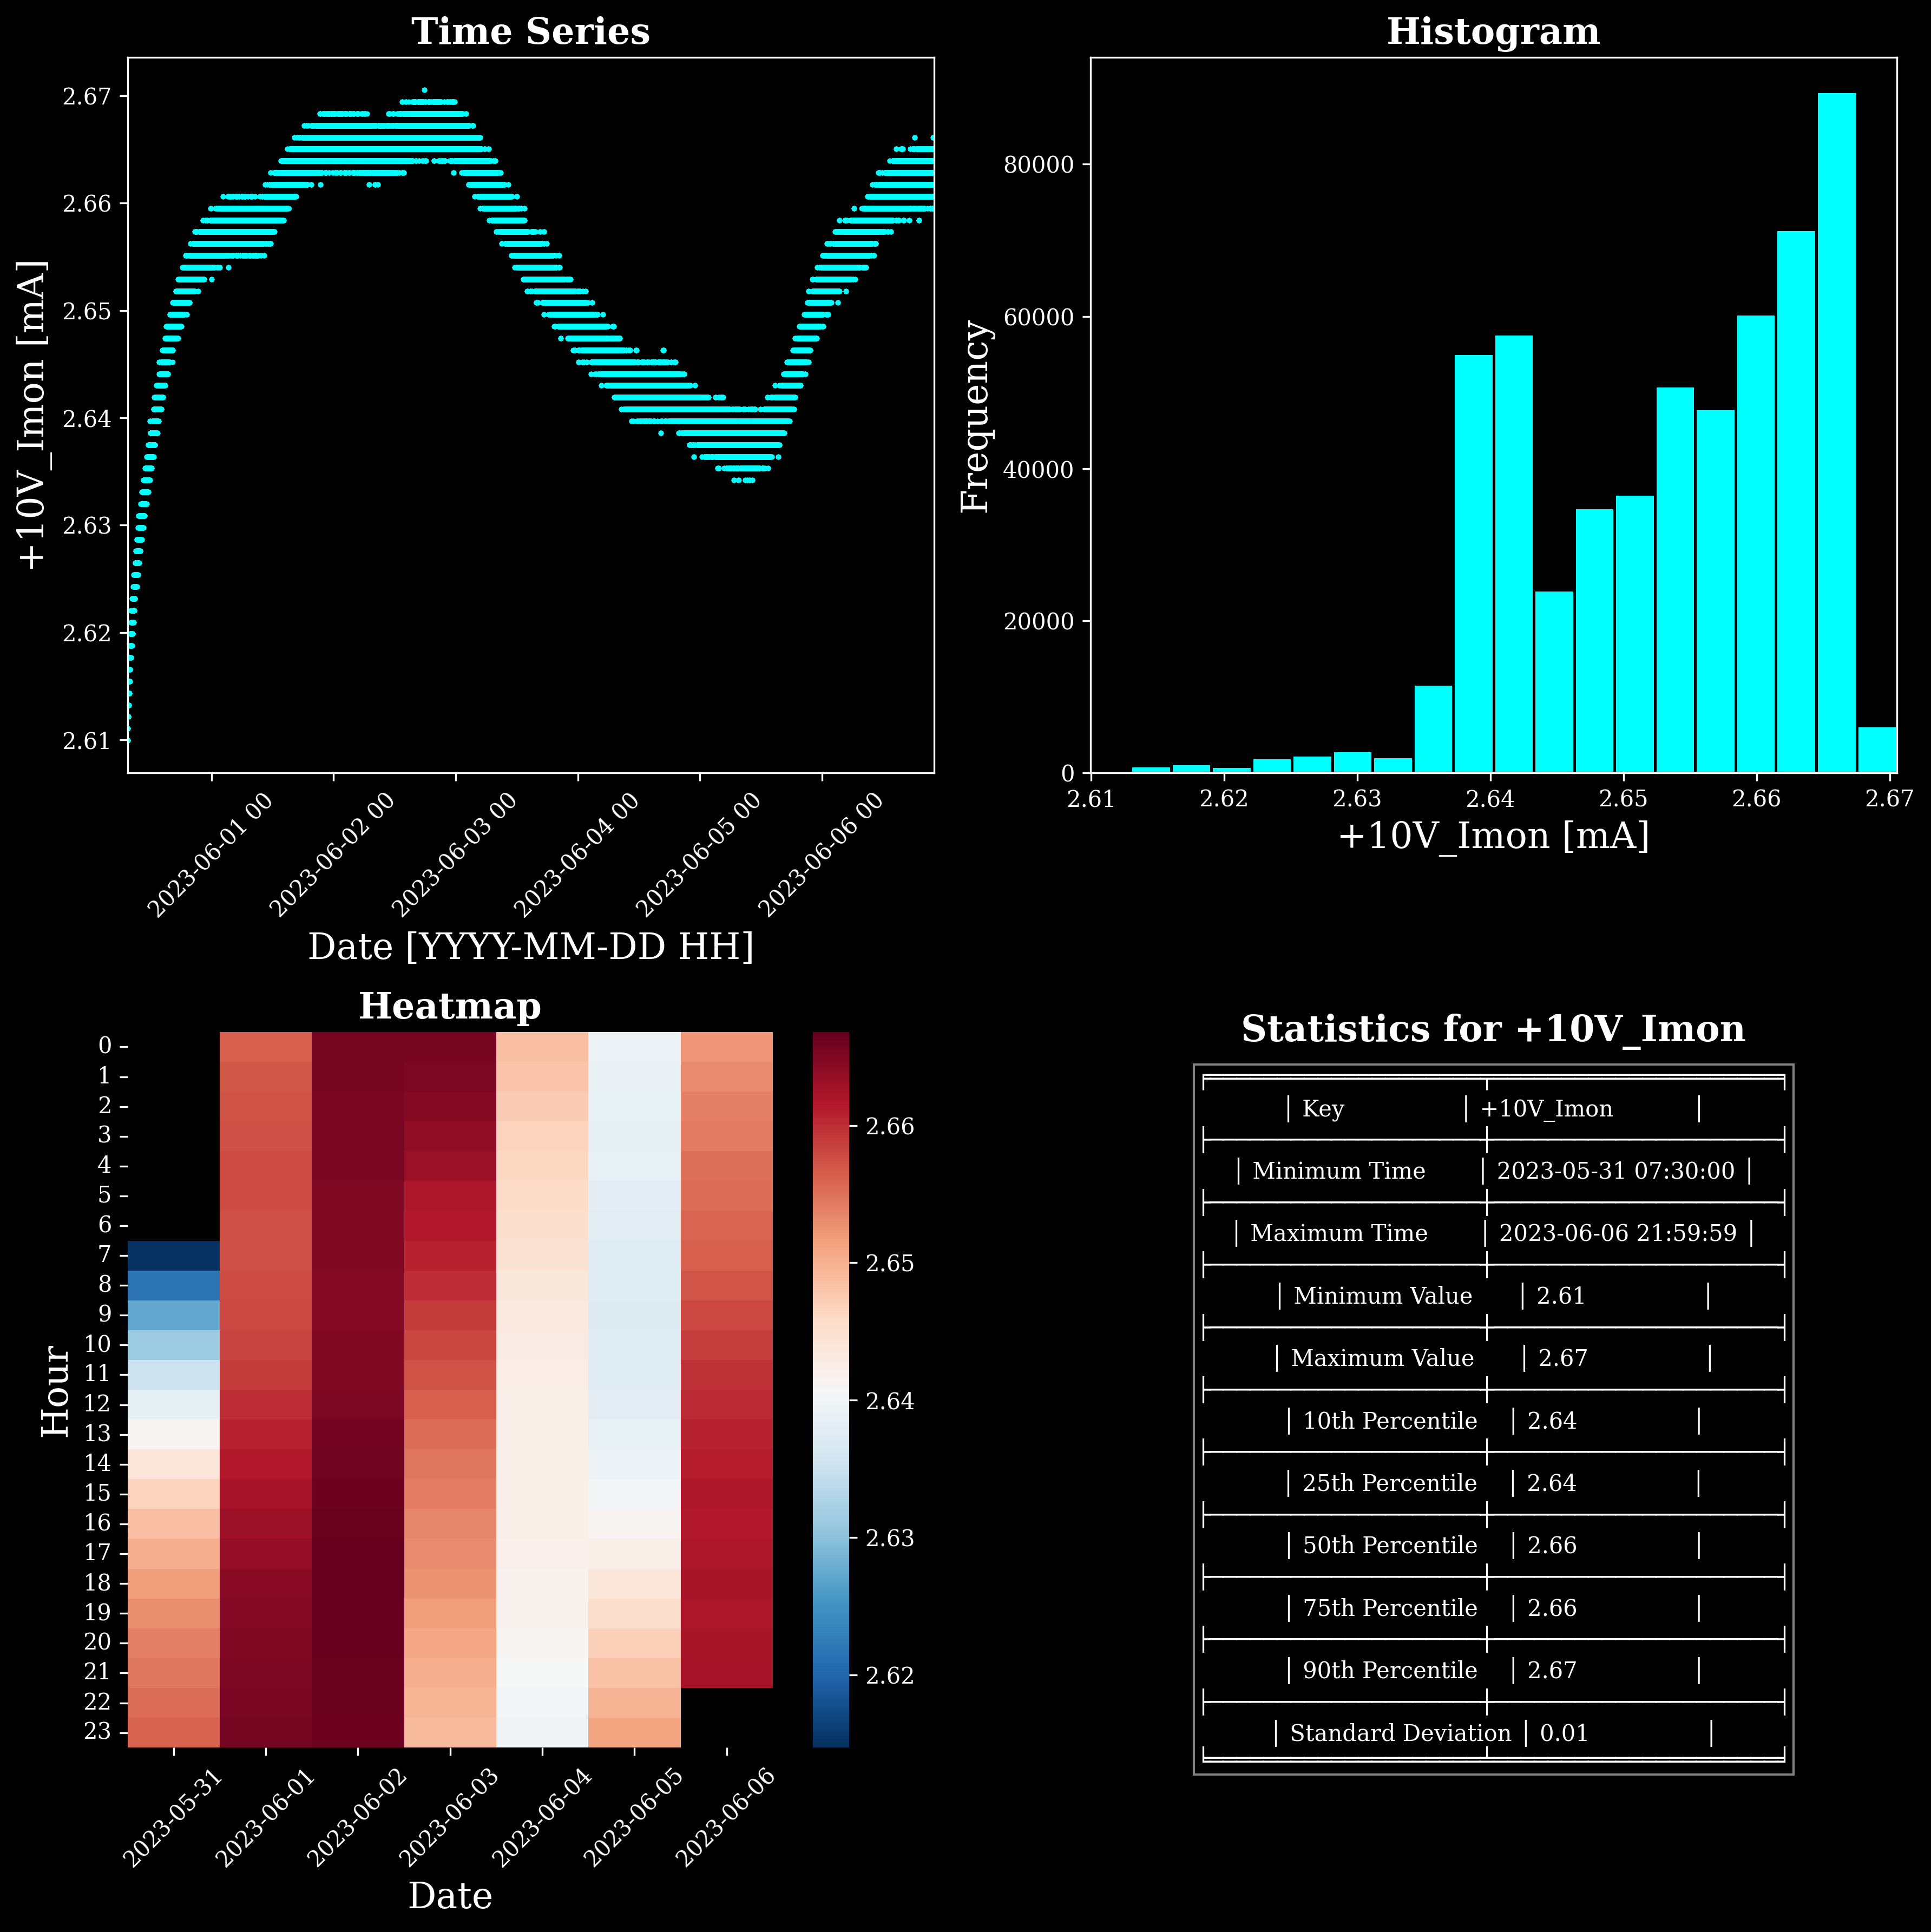 Time Series
2.67
2.66
2.65
2.64
2.63
2.62
2.61
+10V_Imon [mA]
2023-06-01 00
2023-06-02 00
2023-06-03 00
2023-06-04 00
2023-06-05 00
2023-06-06 00
Date [YYYY-MM-DD HH]
Histogram
80000
60000
40000
20000
0
Frequency
2.61 2.62 2.63 2.64 2.65 2.66 2.67
+10V_Imon [mA]
Heatmap
0
1
2
3
4
5
6
7
8
9
10
11
12
13
14
15
16
17
18
19
20
21
22
23
Hour
2023-05-31
2023-06-01
2023-06-02
2023-06-03
2023-06-04
2023-06-05
2023-06-06
Date
2.66
2.65
2.64
2.63
2.62
Statistics for +10V_Imon
| Key | +10V_Imon |
| Minimum Time | 2023-05-31 07:30:00 |
| Maximum Time | 2023-06-06 21:59:59 |
| Minimum Value | 2.61 |
| Maximum Value | 2.67 |
| 10th Percentile | 2.64 |
| 25th Percentile | 2.64 |
| 50th Percentile | 2.66 |
| 75th Percentile | 2.66 |
| 90th Percentile | 2.67 |
| Standard Deviation | 0.01 |